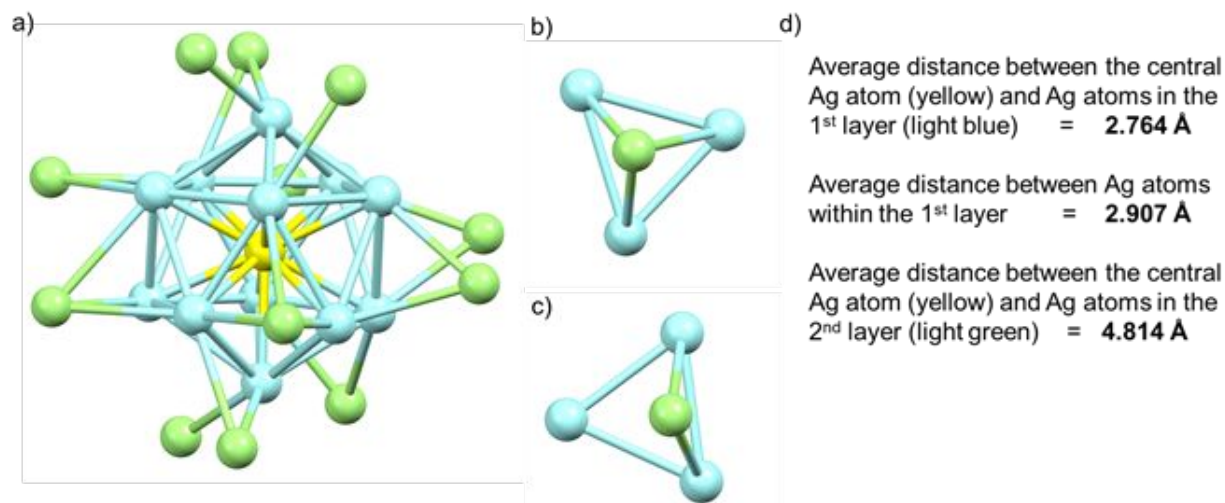 a)
b)
c)
d)
Average distance between the central
Ag atom (yellow) and Ag atoms in the
1st layer (light blue) = 2.764 Å
Average distance between Ag atoms
within the 1st layer = 2.907 Å
Average distance between the central
Ag atom (yellow) and Ag atoms in the
2nd layer (light green) = 4.814 Å